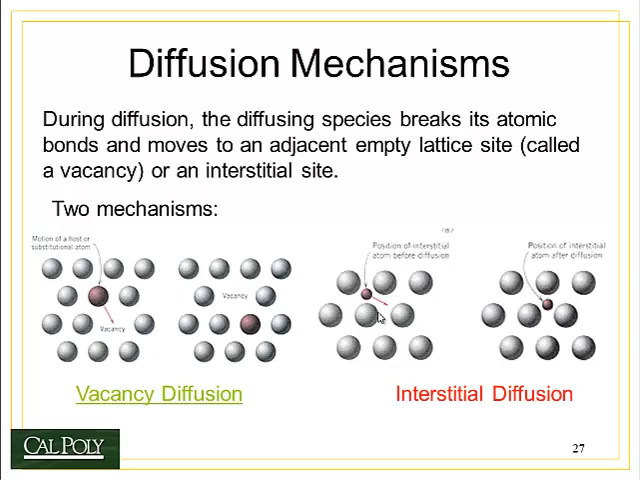 Diffusion Mechanisms
During diffusion, the diffusing species breaks its atomic
bonds and moves to an adjacent empty lattice site (called
a vacancy) or an interstitial site.
Two mechanisms:
Motion of a host or
substitutional atom
Vacancy
Vacancy
Position of interstitial
atom before diffusion
Position of interstitial
atom after diffusion
Vacancy Diffusion
Interstitial Diffusion
CAL POLY
27